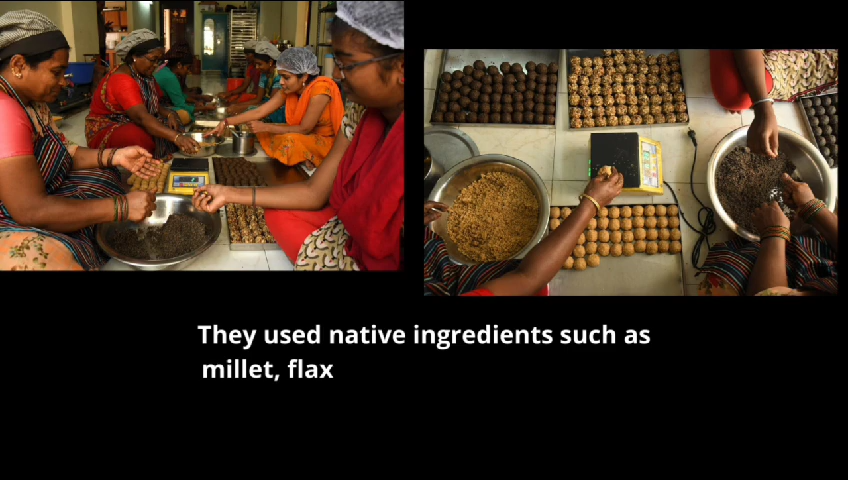 They used native ingredients such as
millet, flax